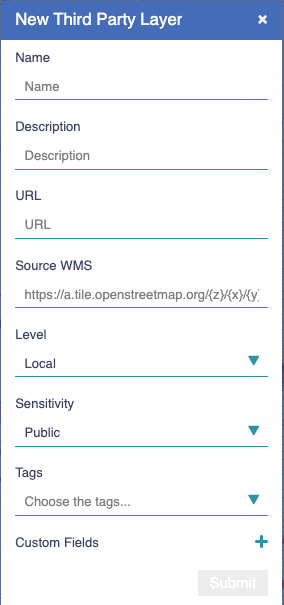 New Third Party Layer ×
Name
Name
Description
Description
URL
URL
Source WMS
https://a.tile.openstreetmap.org/{z}/{x}/{y}
Level
Local
Sensitivity
Public
Tags
Choose the tags...
Custom Fields +
Submit